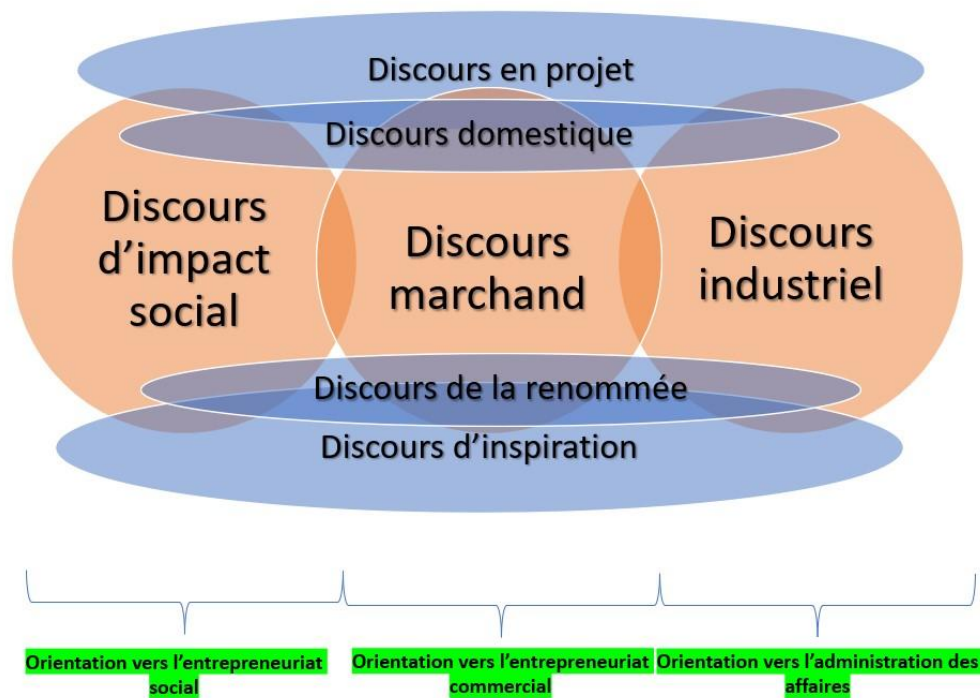 Discours en projet
Discours domestique
Discours
d’impact
social
Discours
marchand
Discours
industriel
Discours de la renommée
Discours d’inspiration
Orientation vers l’entrepreneuriat
social
Orientation vers l’entrepreneuriat
commercial
Orientation vers l’administration des
affaires